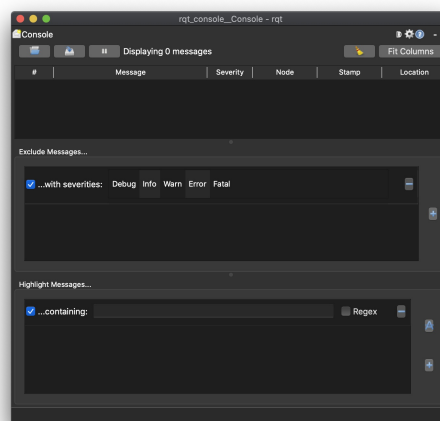 rqt_console__Console - rqt
Console
Displaying 0 messages
Fit Columns
# Message Severity Node Stamp Location
Exclude Messages...
...with severities: Debug Info Warn Error Fatal
Highlight Messages...
...containing: Regex